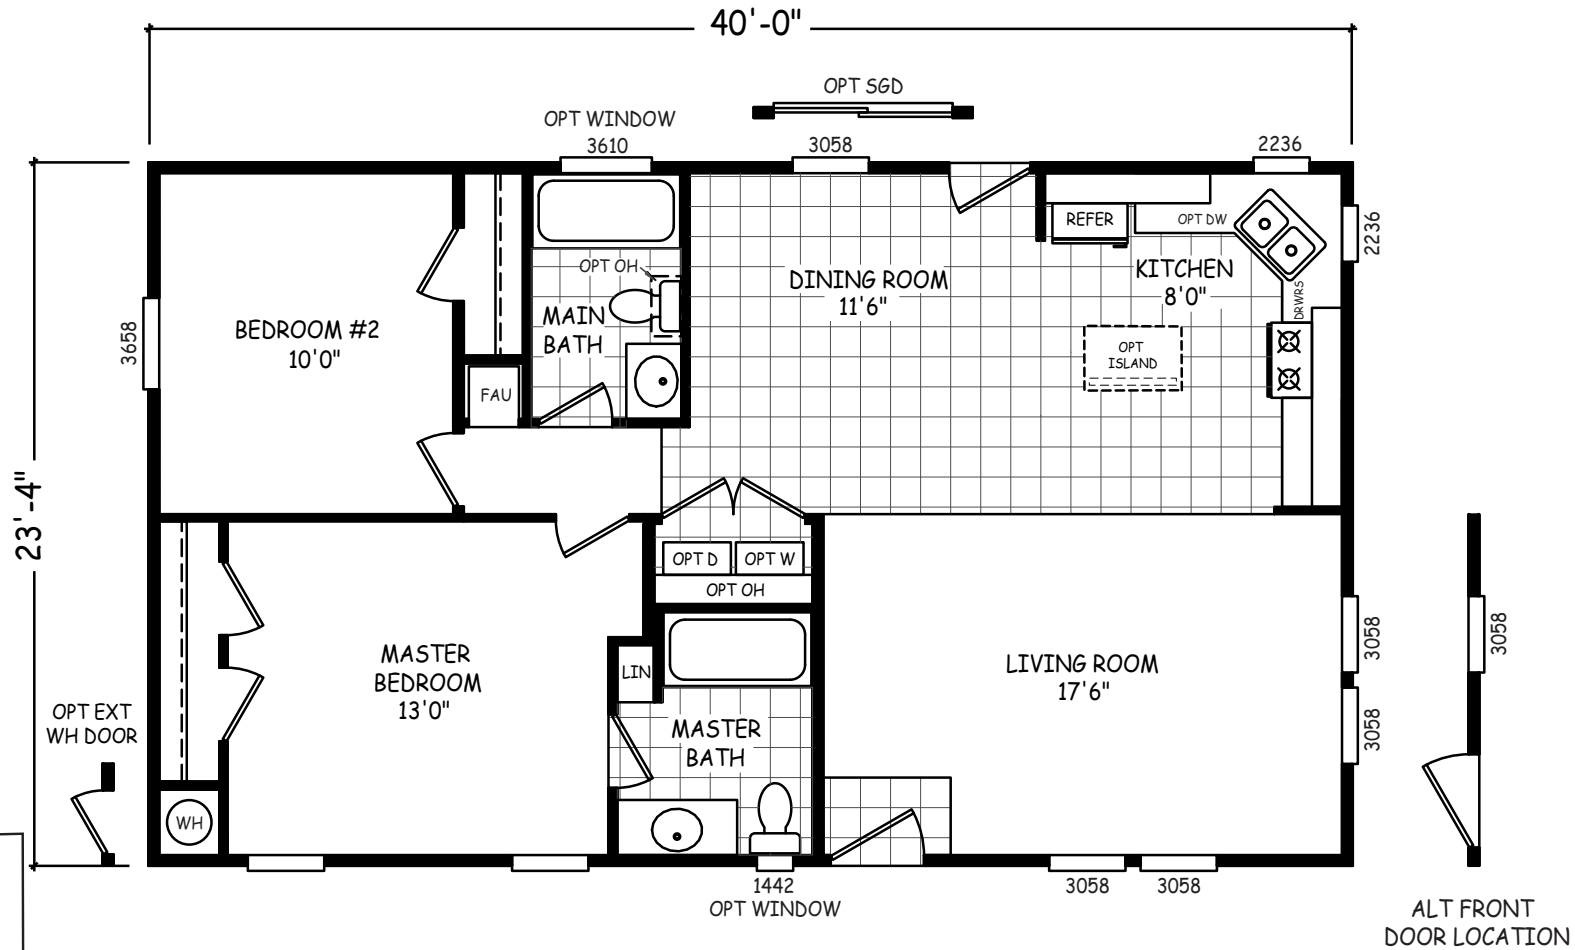 40'-0"
OPT SGD
OPT WINDOW
3610
3058
2236
2236
REFER
OPT DW
OPT OH
DINING ROOM
11'6"
KITCHEN
8'0"
DRWRS
MAIN
BATH
BEDROOM #2
10'0"
3658
OPT
ISLAND
FAU
23'-4"
OPT D
OPT W
OPT OH
MASTER
BEDROOM
13'0"
LIN
LIVING ROOM
17'6"
3058
3058
3058
OPT EXT
WH DOOR
MASTER
BATH
WH
1442
OPT WINDOW
3058
3058
ALT FRONT
DOOR LOCATION